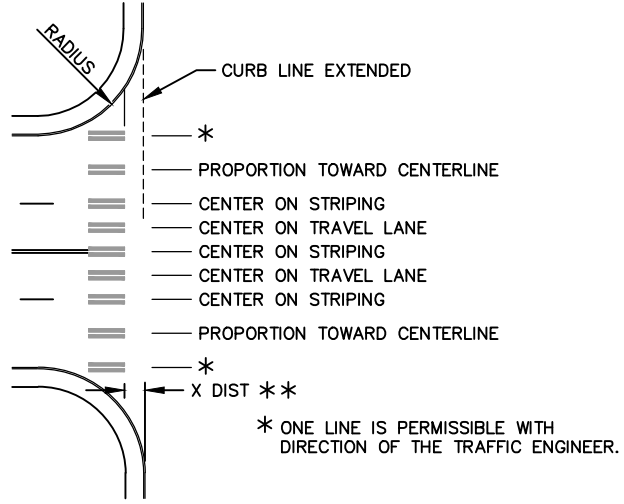 RADIUS
CURB LINE EXTENDED
*
PROPORTION TOWARD CENTERLINE
CENTER ON STRIPING
CENTER ON TRAVEL LANE
CENTER ON STRIPING
CENTER ON TRAVEL LANE
CENTER ON STRIPING
PROPORTION TOWARD CENTERLINE
*
X DIST **
* ONE LINE IS PERMISSIBLE WITH
DIRECTION OF THE TRAFFIC ENGINEER.